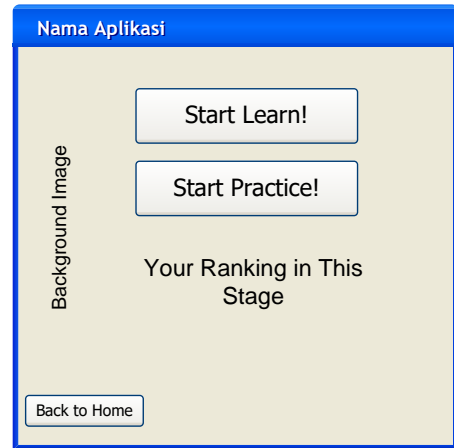 Nama Aplikasi
Start Learn!
Start Practice!
Background Image
Your Ranking in This
Stage
Back to Home